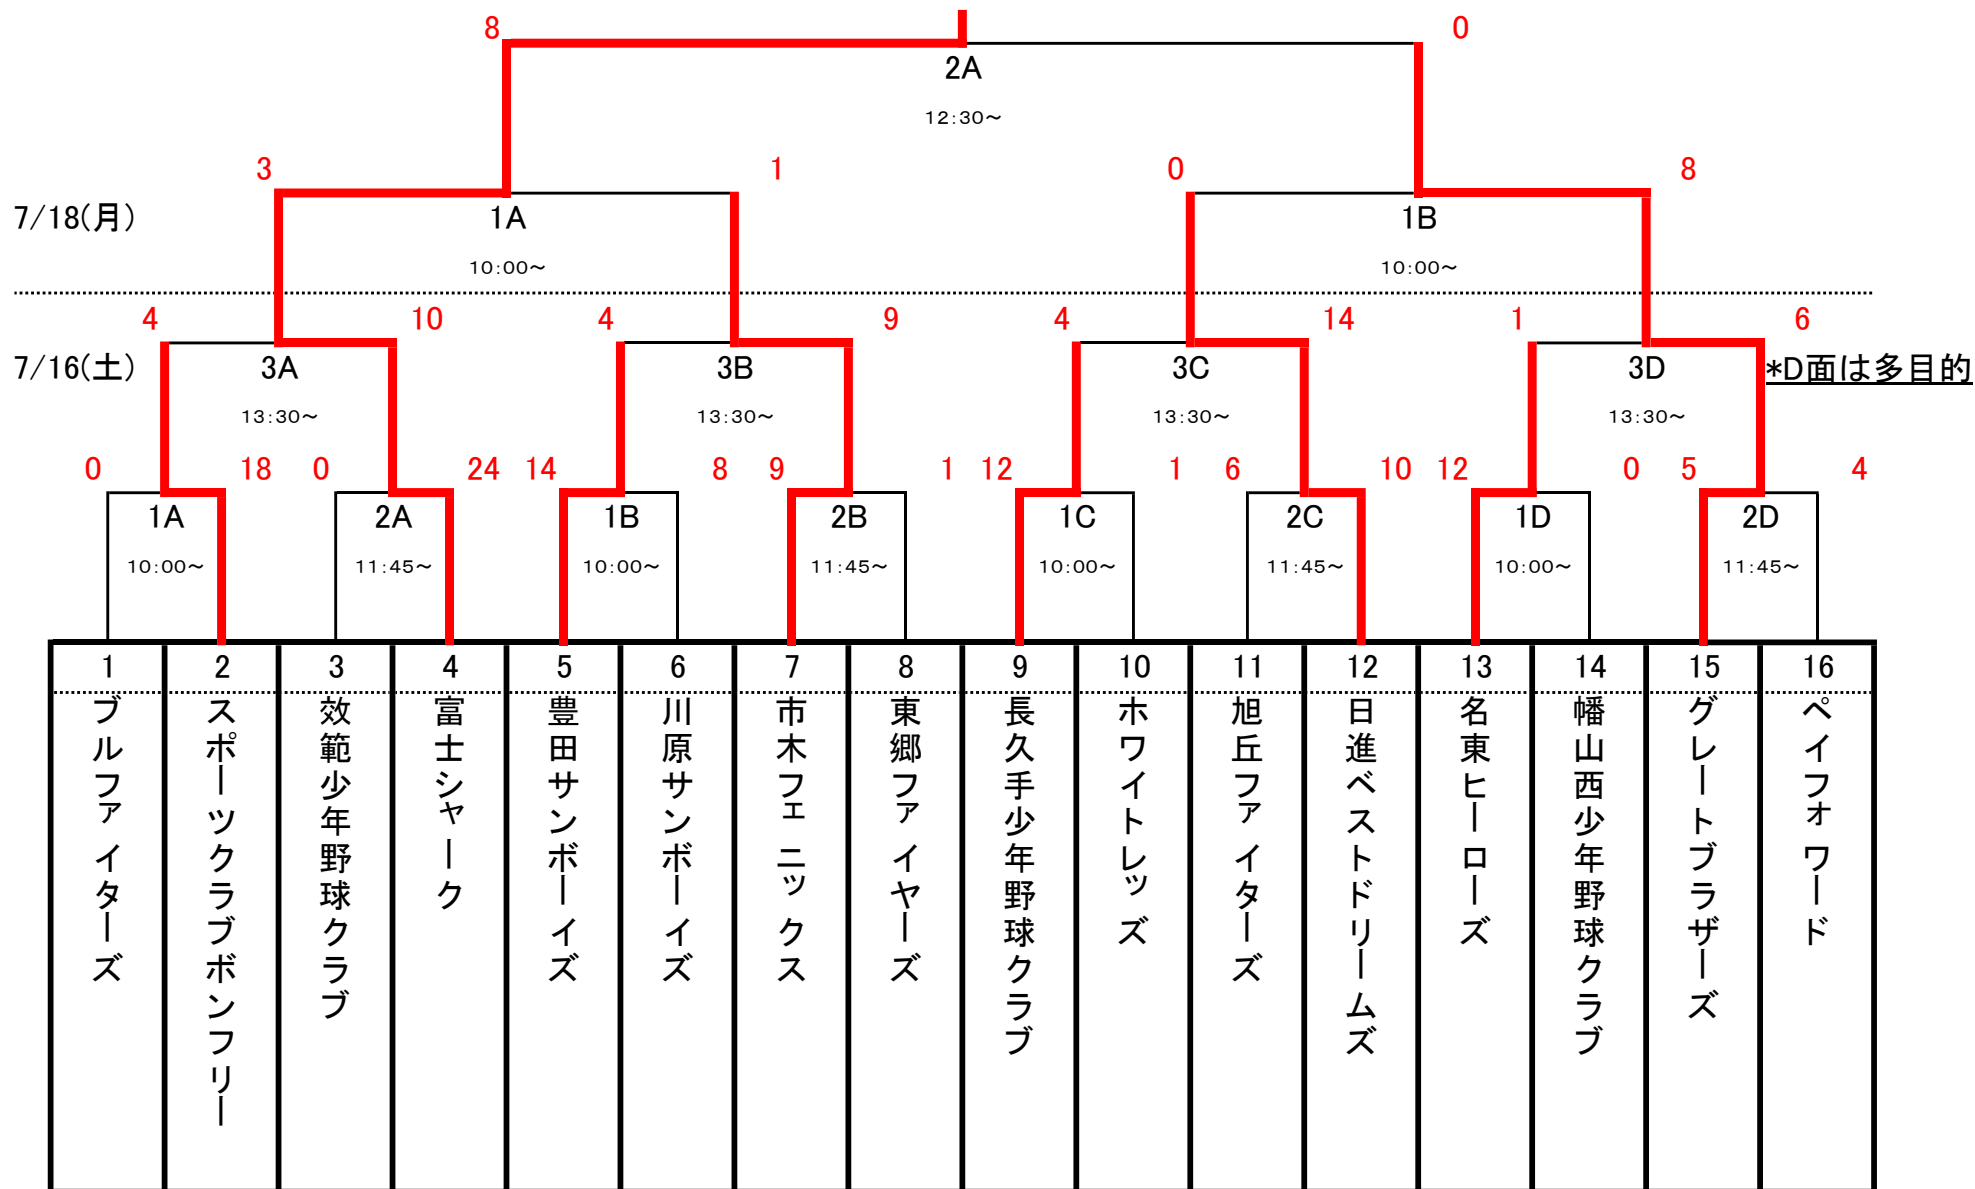 8 0
2A
12:30～
3 1 0 8
7/18(月) 1A 1B
10:00～ 10:00～
4 10 4 9 4 14 1 6
7/16(土) 3A 3B 3C 3D *D面は多目的
13:30～ 13:30～ 13:30～ 13:30～
0 18 0 24 14 8 9 1 12 1 6 10 12 0 5 4
1A 2A 1B 2B 1C 2C 1D 2D
10:00～ 11:45～ 10:00～ 11:45～ 10:00～ 11:45～ 10:00～ 11:45～
1 2 3 4 5 6 7 8 9 10 11 12 13 14 15 16
ブルファイターズ
スポーツクラブボンフリー
効範少年野球クラブ
富士シャーク
豊田サンボーイズ
川原サンボーイズ
市木フェニックス
東郷ファイヤーズ
長久手少年野球クラブ
ホワイトレッズ
旭丘ファイターズ
日進ベストドリームズ
名東ヒーローズ
幡山西少年野球クラブ
グレートブラザーズ
ペイフォワード